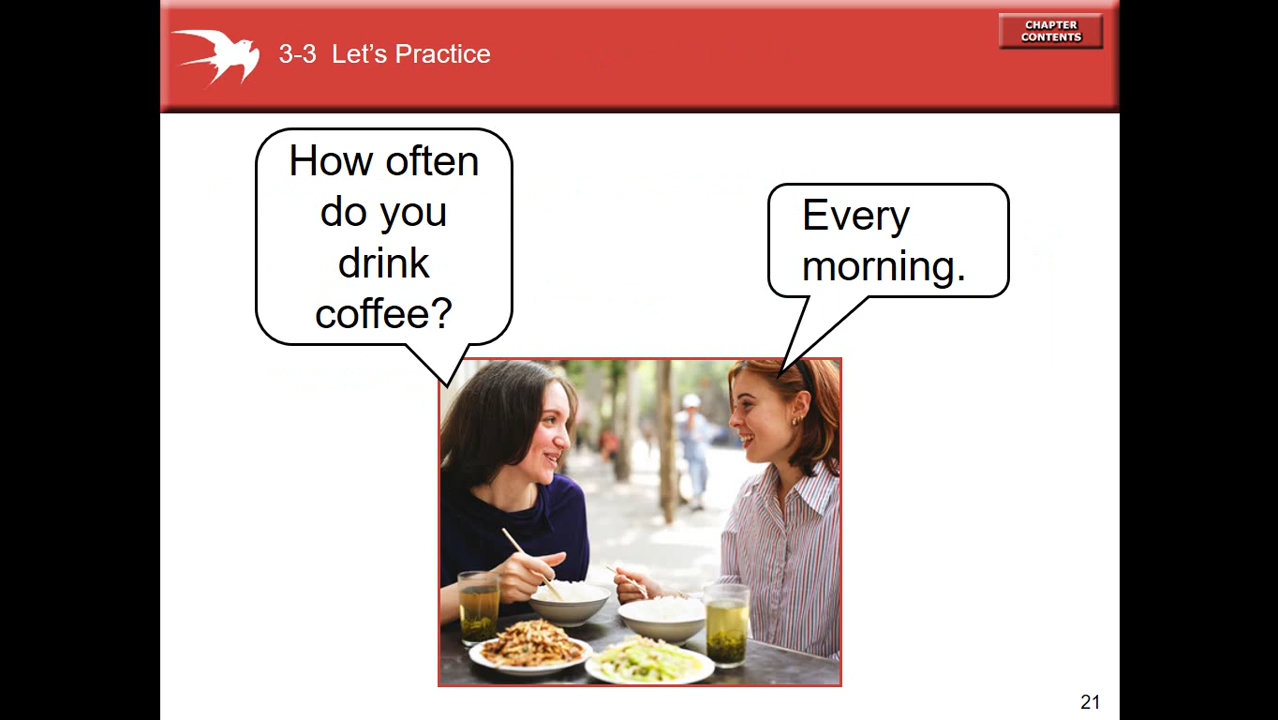 3-3 Let’s Practice
CHAPTER
CONTENTS
How often
do you
drink
coffee?
Every
morning.
21